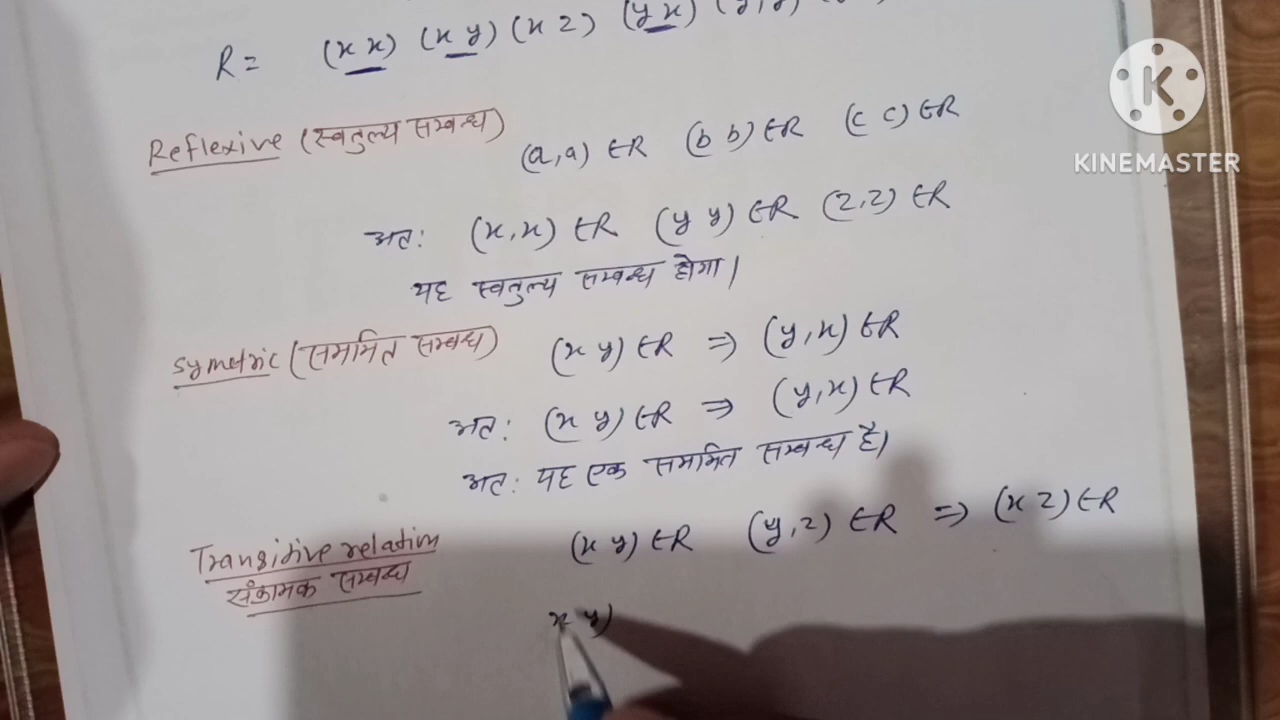 R = (x x) (x y) (x z) (y x) (y, y)
Reflexive (स्वतुल्य सम्बन्ध) (a, a) ∈R (b b) ∈R (c c) ∈R
अतः (x, x) ∈R (y y) ∈R (z, z) ∈R
यह स्वतुल्य सम्बन्ध होगा।
Symetric (सममित सम्बन्ध) (x y) ∈R ⇒ (y, x) ∈R
अतः (x y) ∈R ⇒ (y, x) ∈R
अतः यह एक सममित सम्बन्ध है।
Transitive relation (x y) ∈R (y, z) ∈R ⇒ (x z) ∈R
संक्रामक सम्बन्ध
x y)
KINEMASTER